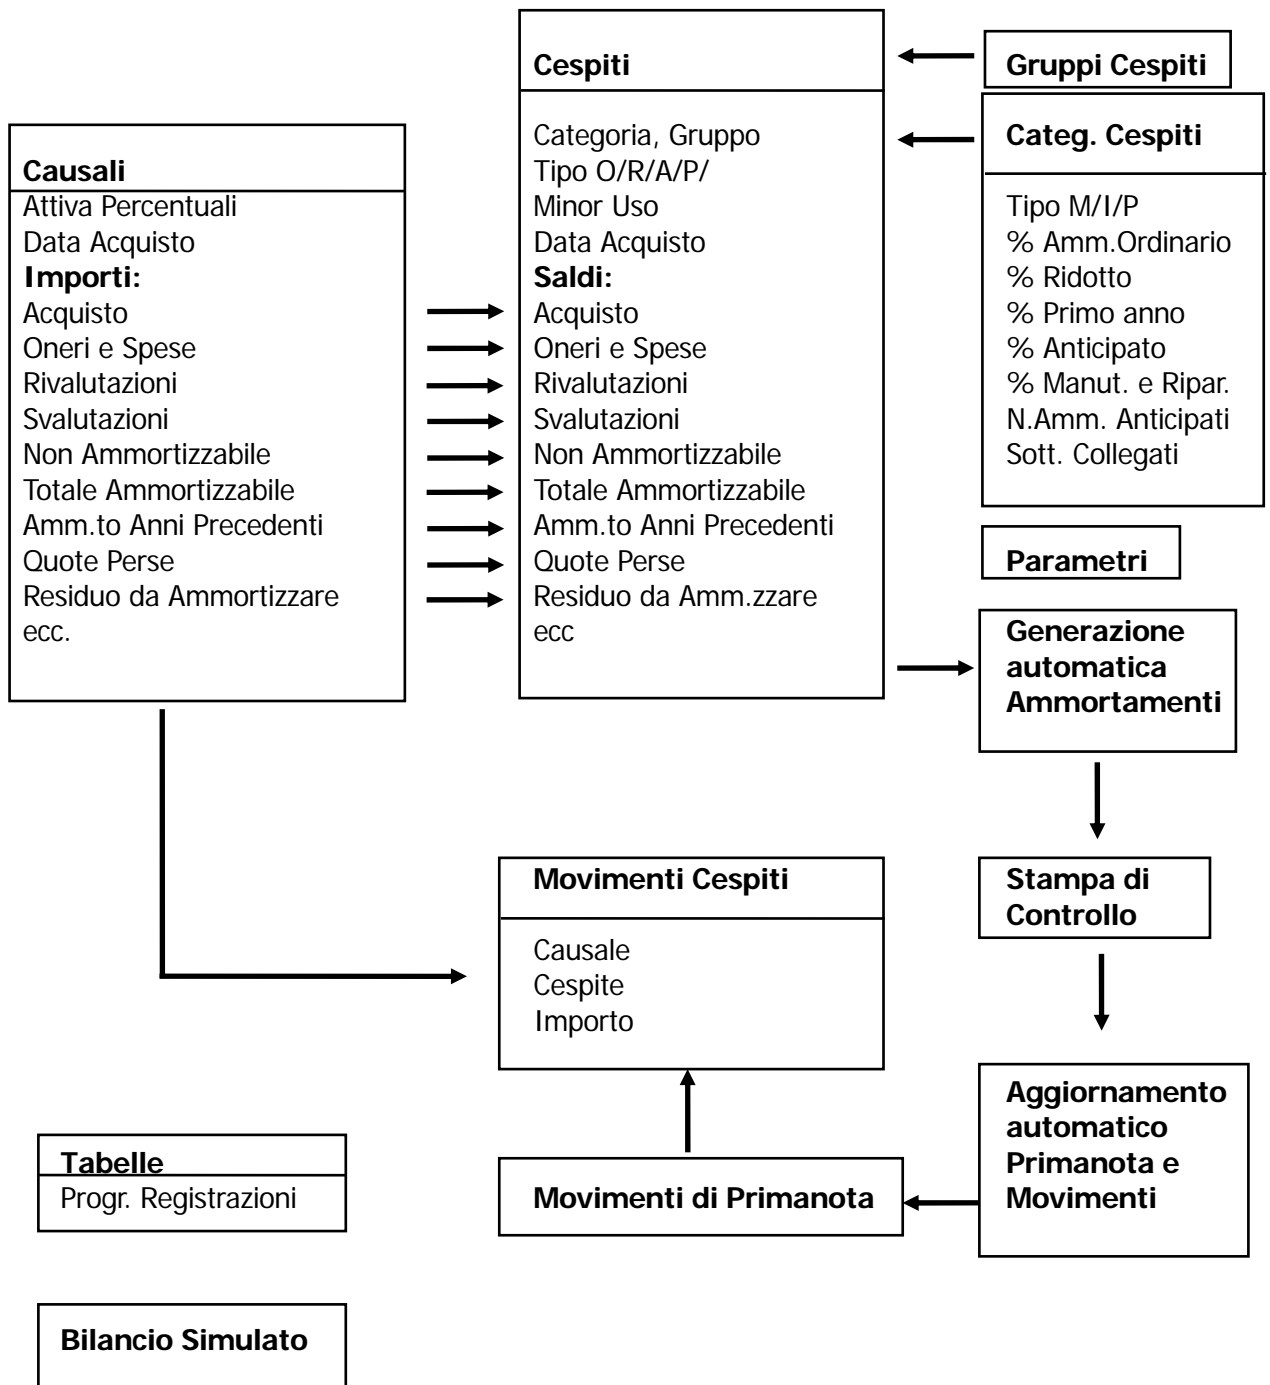 Causali
Attiva Percentuali
Data Acquisto
Importi:
Acquisto
Oneri e Spese
Rivalutazioni
Svalutazioni
Non Ammortizzabile
Totale Ammortizzabile
Amm.to Anni Precedenti
Quote Perse
Residuo da Ammortizzare
ecc.
Cespiti
Categoria, Gruppo
Tipo O/R/A/P/
Minor Uso
Data Acquisto
Saldi:
Acquisto
Oneri e Spese
Rivalutazioni
Svalutazioni
Non Ammortizzabile
Totale Ammortizzabile
Amm.to Anni Precedenti
Quote Perse
Residuo da Amm.zzare
ecc
Gruppi Cespiti
Categ. Cespiti
Tipo M/I/P
% Amm.Ordinario
% Ridotto
% Primo anno
% Anticipato
% Manut. e Ripar.
N.Amm. Anticipati
Sott. Collegati
Parametri
Generazione
automatica
Ammortamenti
Stampa di
Controllo
Aggiornamento
automatico
Primanota e
Movimenti
Movimenti Cespiti
Causale
Cespite
Importo
Movimenti di Primanota
Tabelle
Progr. Registrazioni
Bilancio Simulato